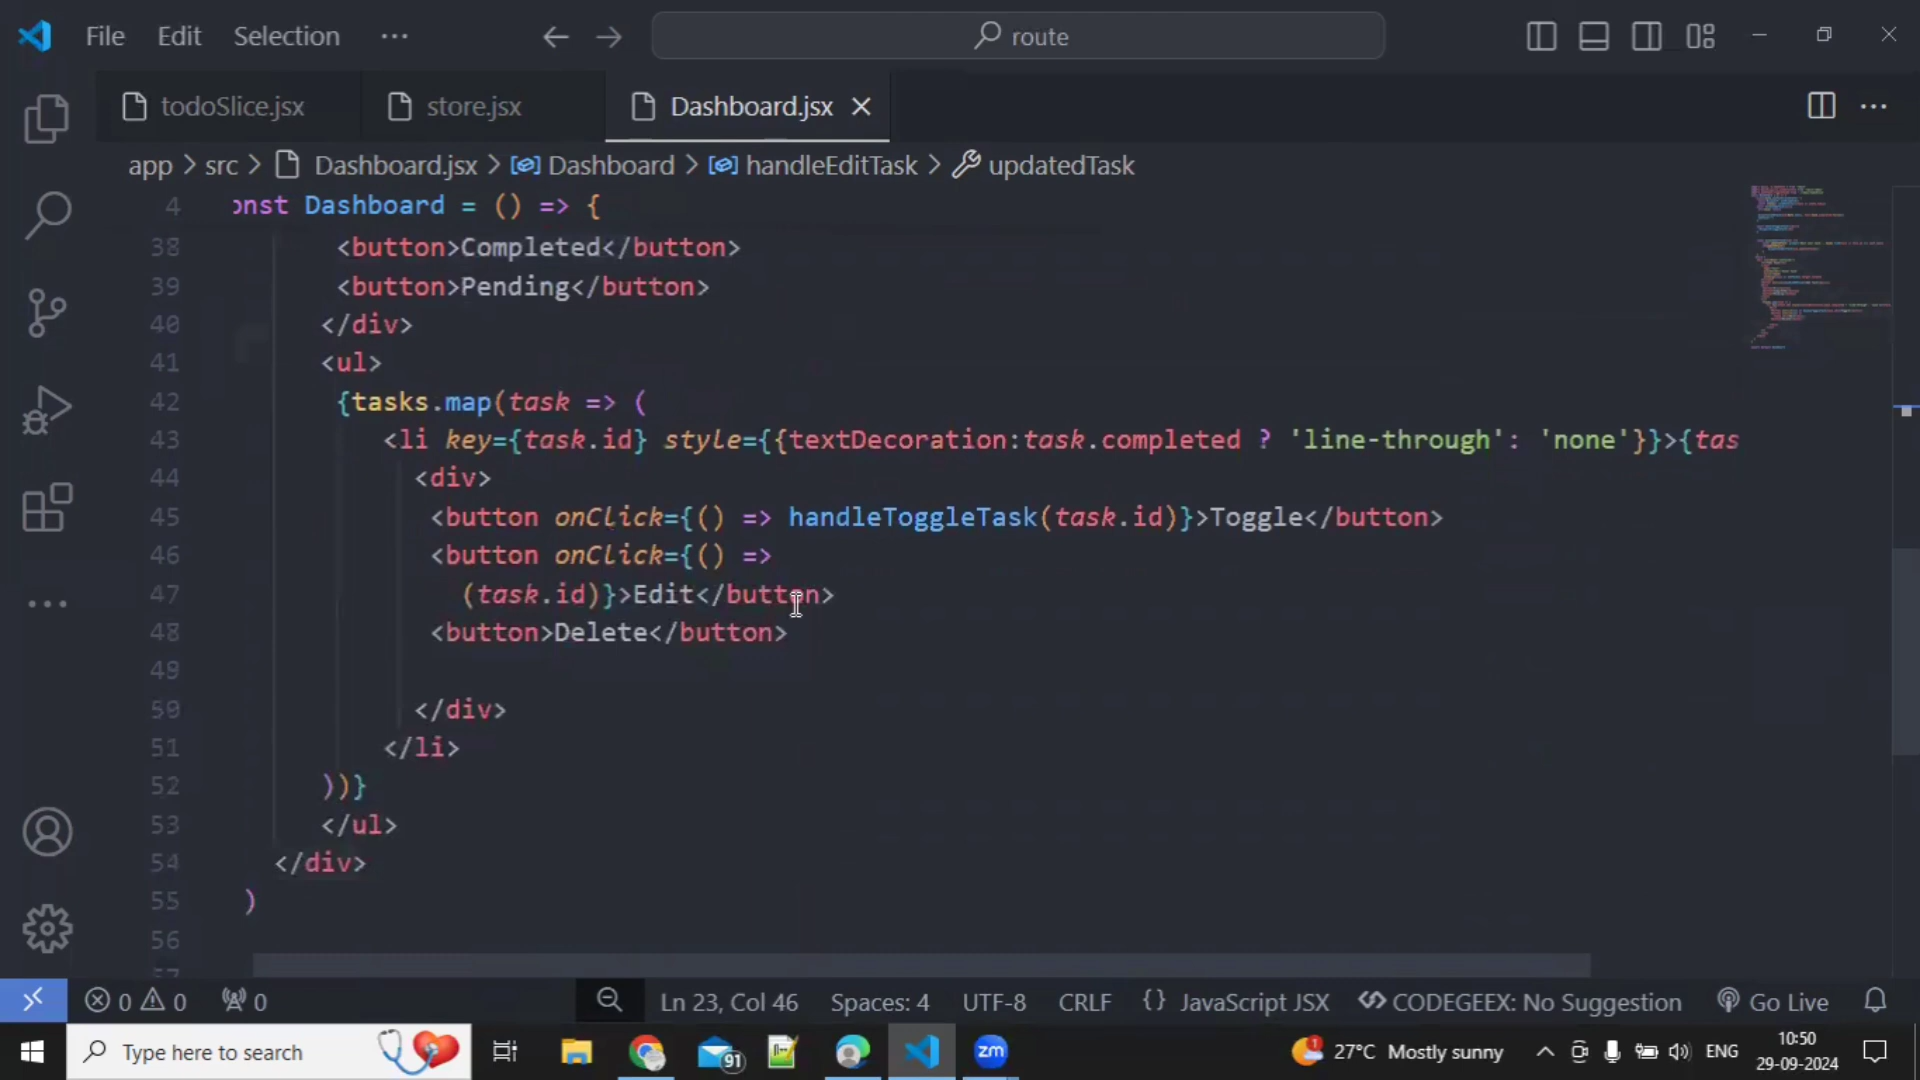 File Edit Selection ··· route
todoSlice.jsx store.jsx Dashboard.jsx
app > src > Dashboard.jsx > Dashboard > handleEditTask > updatedTask
4 onst Dashboard = () => {
38 <button>Completed</button>
39 <button>Pending</button>
40 </div>
41 <ul>
42 {tasks.map(task => (
43 <li key={task.id} style={{textDecoration:task.completed ? 'line-through': 'none'}}>{tas
44 <div>
45 <button onClick={() => handleToggleTask(task.id)}>Toggle</button>
46 <button onClick={() =>
47 (task.id)}>Edit</button>
48 <button>Delete</button>
49
50 </div>
51 </li>
52 ))}
53 </ul>
54 </div>
55 )
56
57
0 0 0 Ln 23, Col 46 Spaces: 4 UTF-8 CRLF {} JavaScript JSX CODEGEEX: No Suggestion Go Live
Type here to search 91 zm 1 27°C Mostly sunny ENG 10:50
29-09-2024